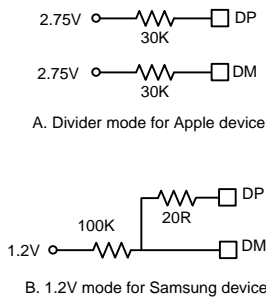 2.75V DP
30K
2.75V DM
30K
A. Divider mode for Apple device
DP
100K 20R
1.2V DM
B. 1.2V mode for Samsung device